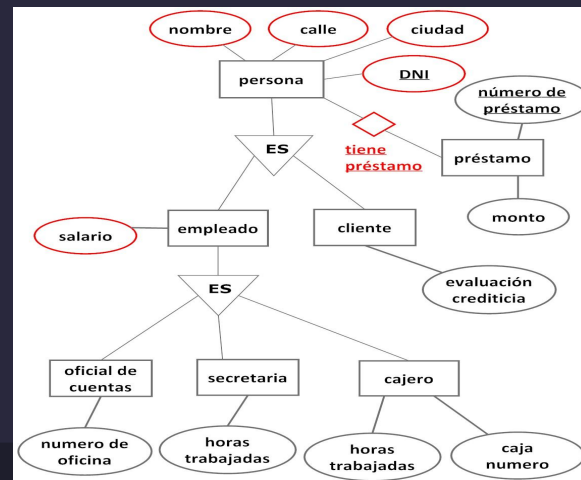 nombre
calle
ciudad
persona
DNI
número de
préstamo
ES
tiene
préstamo
préstamo
salario
empleado
cliente
monto
evaluación
crediticia
ES
oficial de
cuentas
secretaria
cajero
numero de
oficina
horas
trabajadas
horas
trabajadas
caja
numero